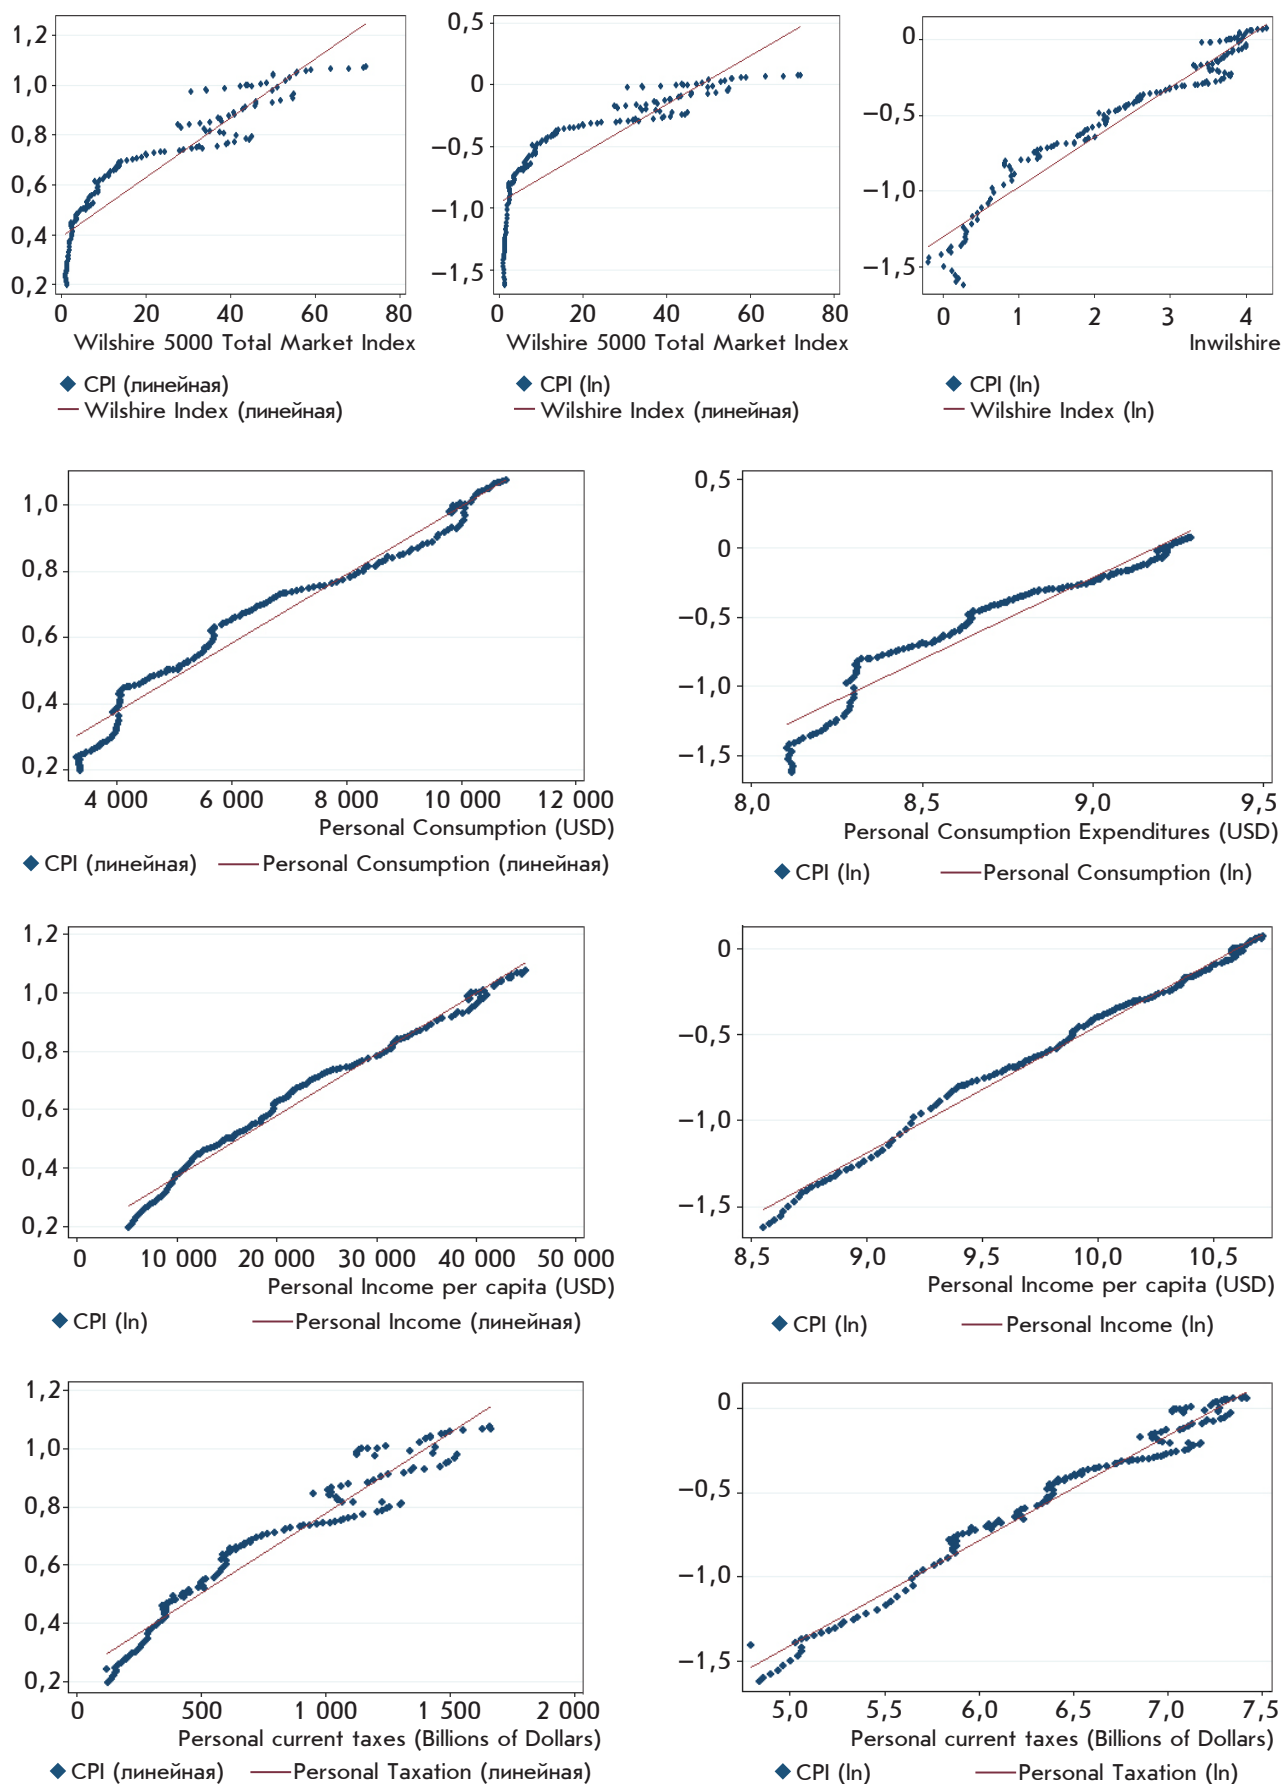 1,2
1,0
0,8
0,6
0,4
0,2
0 20 40 60 80
Wilshire 5000 Total Market Index
◆ CPI (линейная)
— Wilshire Index (линейная)
0,5
0
−0,5
−1,0
−1,5
0 20 40 60 80
Wilshire 5000 Total Market Index
◆ CPI (ln)
— Wilshire Index (линейная)
0
−0,5
−1,0
−1,5
0 1 2 3 4
lnwilshire
◆ CPI (ln)
— Wilshire Index (ln)
1,0
0,8
0,6
0,4
0,2
4 000 6 000 8 000 10 000 12 000
Personal Consumption (USD)
◆ CPI (линейная) — Personal Consumption (линейная)
0,5
0
−0,5
−1,0
−1,5
8,0 8,5 9,0 9,5
Personal Consumption Expenditures (USD)
◆ CPI (ln) — Personal Consumption (ln)
1,2
1,0
0,8
0,6
0,4
0,2
0 10 000 20 000 30 000 40 000 50 000
Personal Income per capita (USD)
◆ CPI (ln) — Personal Income (линейная)
0
−0,5
−1,0
−1,5
8,5 9,0 9,5 10,0 10,5
Personal Income per capita (USD)
◆ CPI (ln) — Personal Income (ln)
1,2
1,0
0,8
0,6
0,4
0,2
0 500 1 000 1 500 2 000
Personal current taxes (Billions of Dollars)
◆ CPI (линейная) — Personal Taxation (линейная)
0
−0,5
−1,0
−1,5
5,0 5,5 6,0 6,5 7,0 7,5
Personal current taxes (Billions of Dollars)
◆ CPI (ln) — Personal Taxation (ln)